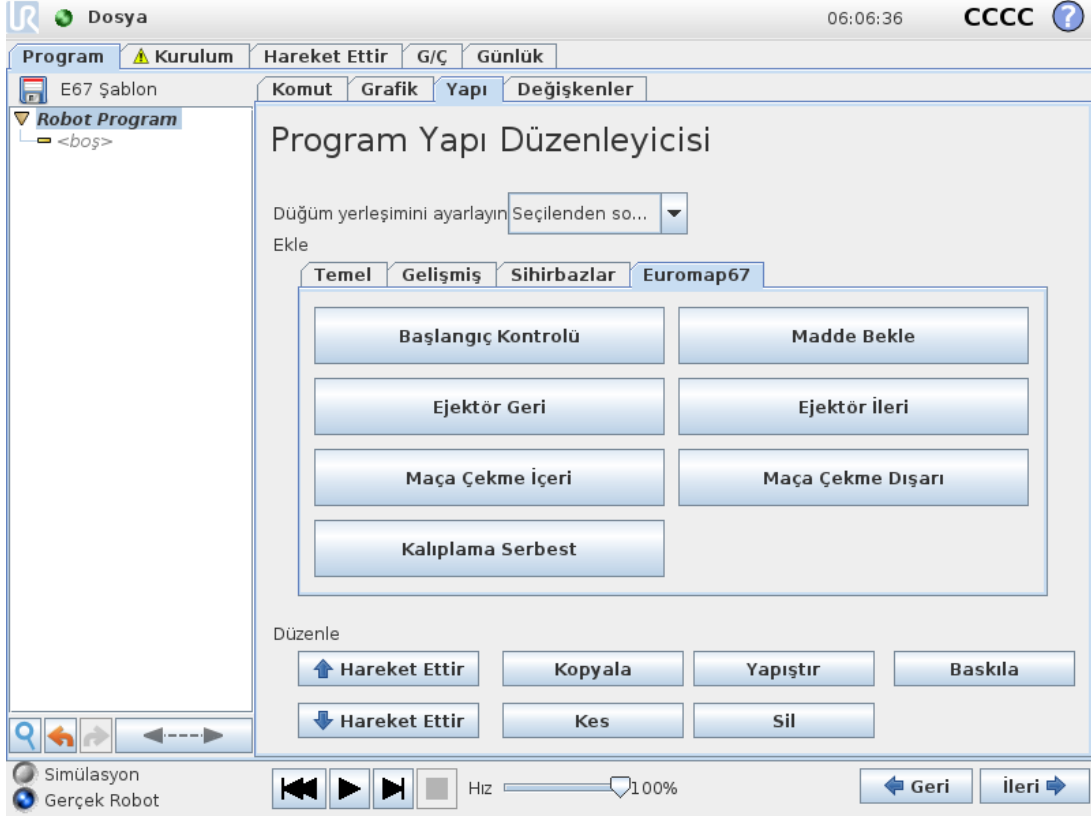 UR Dosya 06:06:36 CCCC ?
Program Kurulum Hareket Ettir G/Ç Günlük
E67 Şablon
Komut Grafik Yapı Değişkenler
Robot Program
<boş>
Program Yapı Düzenleyicisi
Düğüm yerleşimini ayarlayın Seçilenden so...
Ekle
Temel Gelişmiş Sihirbazlar Euromap67
Başlangıç Kontrolü Madde Bekle
Ejektör Geri Ejektör İleri
Maça Çekme İçeri Maça Çekme Dışarı
Kalıplama Serbest
Düzenle
Hareket Ettir Kopyala Yapıştır Baskıla
Hareket Ettir Kes Sil
Simülasyon
Gerçek Robot
Hız 100%
Geri İleri